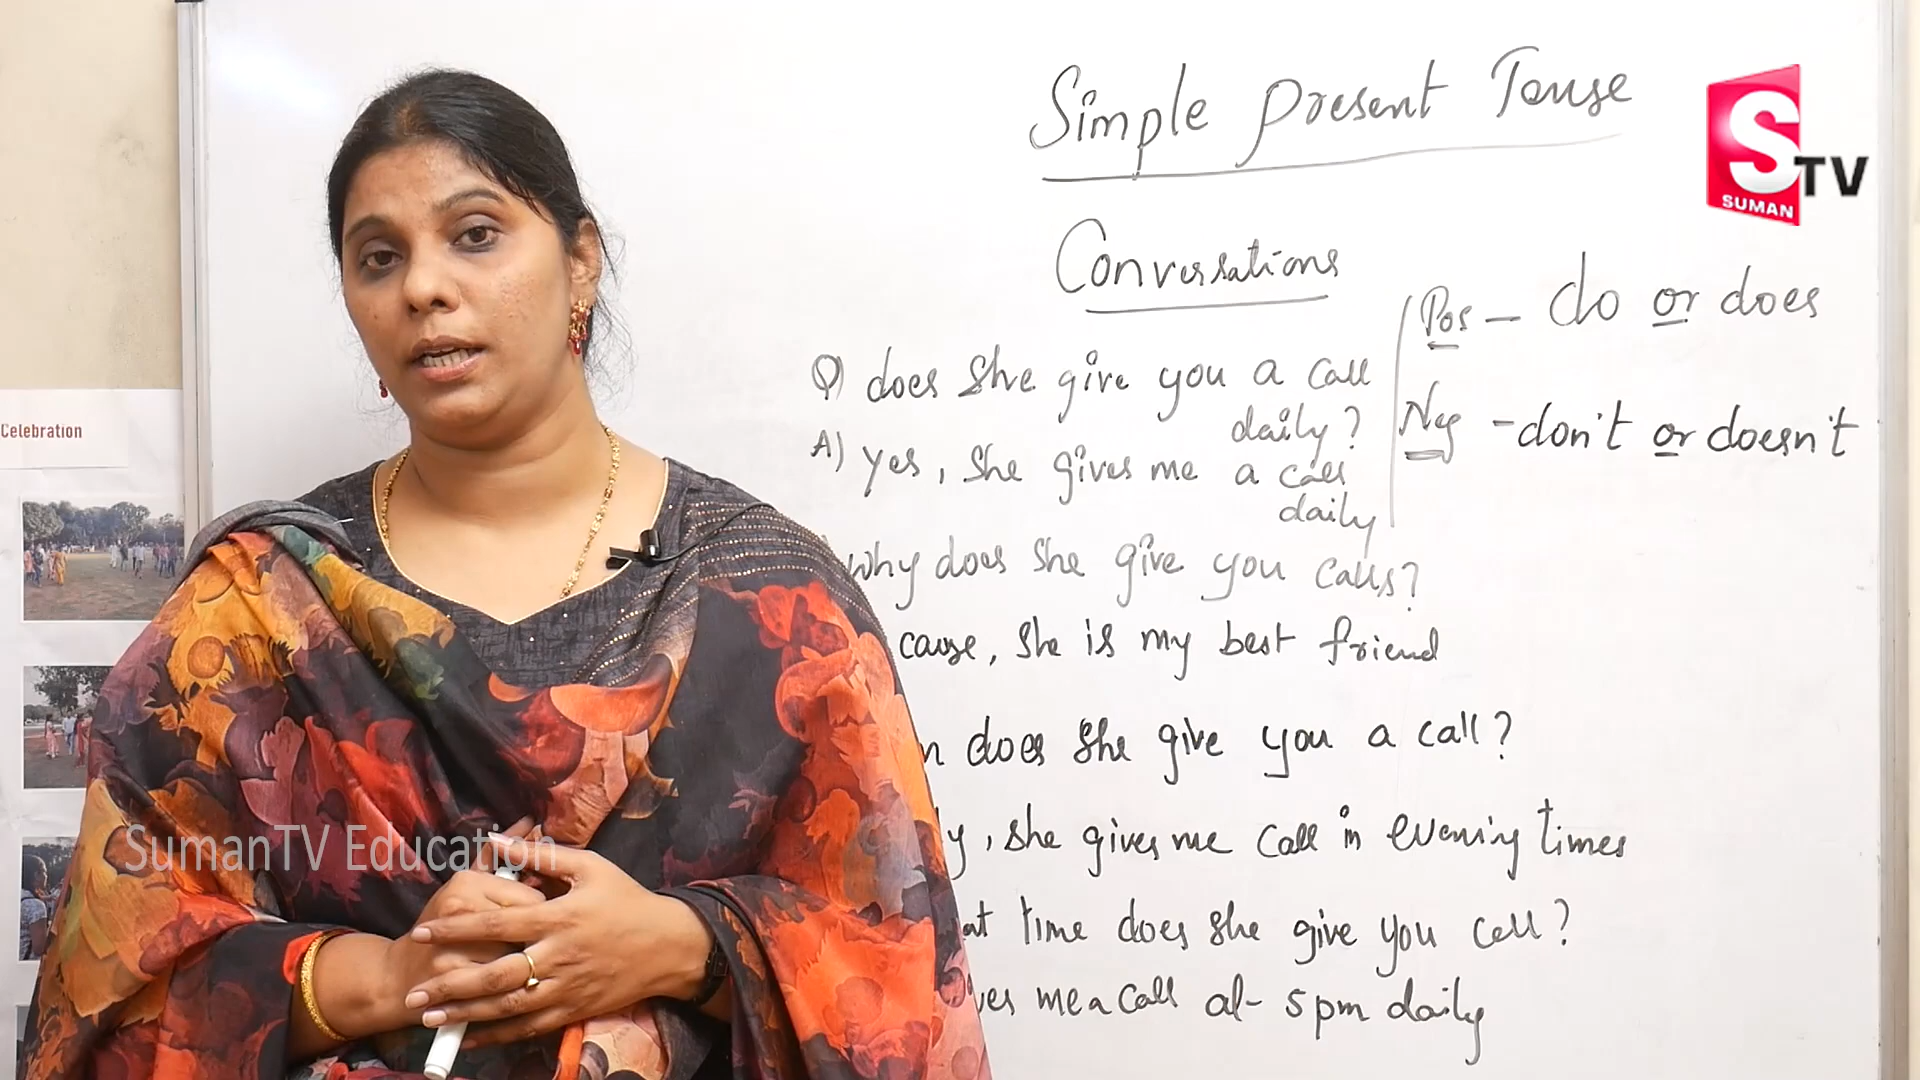 Simple Present Tense
S TV
SUMAN
Conversations
Pos - do or does
Q) does She give you a call
daily?
Neg - don't or doesn't
A) yes, She gives me a call
daily
Celebration
why does She give you calls?
cause, She is my best friend
n does She give you a call?
y, she gives me call in evening times
SumanTV Education
at time does She give you call?
ves me a call at 5pm daily